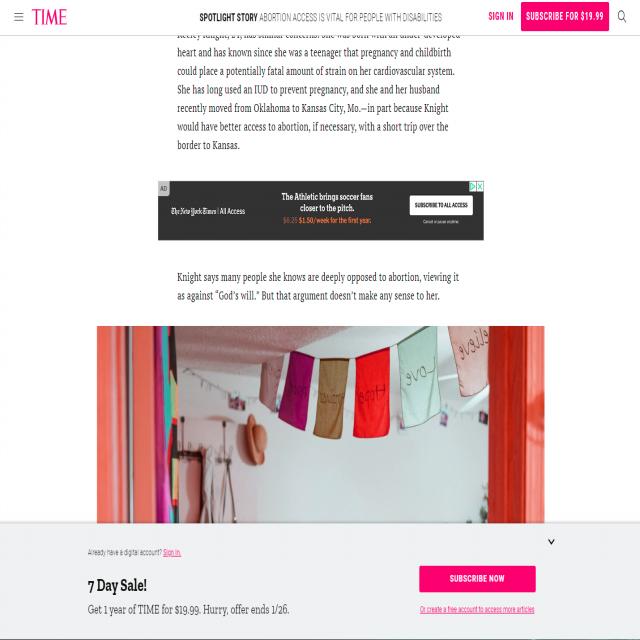 TIME
SPOTLIGHT STORY ABORTION ACCESS IS VITAL FOR PEOPLE WITH DISABILITIES
SIGN IN
SUBSCRIBE FOR $19.99
heart and has known since she was a teenager that pregnancy and childbirth
could place a potentially fatal amount of strain on her cardiovascular system.
She has long used an IUD to prevent pregnancy, and she and her husband
recently moved from Oklahoma to Kansas City, Mo.—in part because Knight
would have better access to abortion, if necessary, with a short trip over the
border to Kansas.
AD
The New York Times | All Access
The Athletic brings soccer fans
closer to the pitch.
$6.25 $1.50/week for the first year.
SUBSCRIBE TO ALL ACCESS
Cancel or pause anytime.
Knight says many people she knows are deeply opposed to abortion, viewing it
as against “God’s will.” But that argument doesn’t make any sense to her.
Hope
Love
Believe
Already have a digital account? Sign In.
7 Day Sale!
Get 1 year of TIME for $19.99. Hurry, offer ends 1/26.
SUBSCRIBE NOW
Or create a free account to access more articles